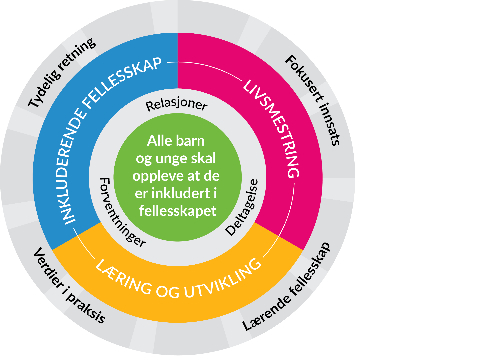 Tydelig retning
Fokusert innsats
INKLUDERENDE FELLESSKAP
LIVSMESTRING
Relasjoner
Alle barn
og unge skal
oppleve at de
er inkludert i
fellesskapet
Forventninger
Deltagelse
LÆRING OG UTVIKLING
Verdier i praksis
Lærende fellesskap